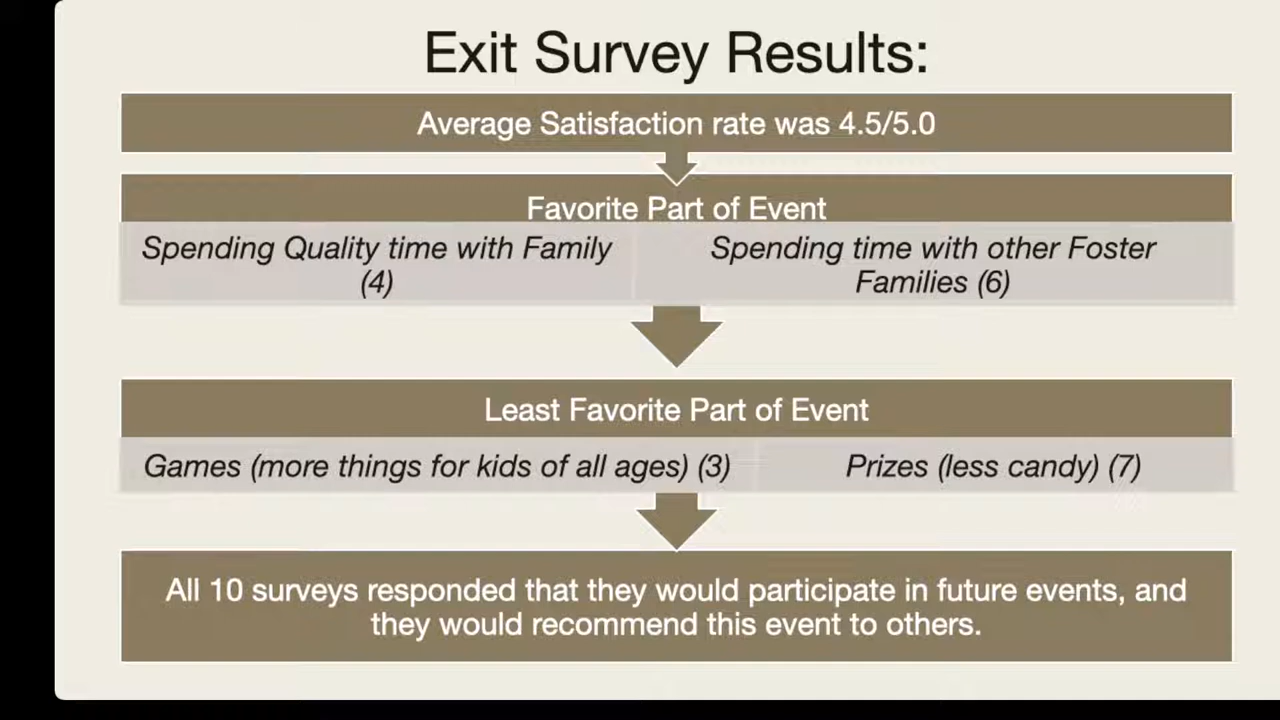 Exit Survey Results:
Average Satisfaction rate was 4.5/5.0
Favorite Part of Event
Spending Quality time with Family
(4)
Spending time with other Foster
Families (6)
Least Favorite Part of Event
Games (more things for kids of all ages) (3)
Prizes (less candy) (7)
All 10 surveys responded that they would participate in future events, and
they would recommend this event to others.